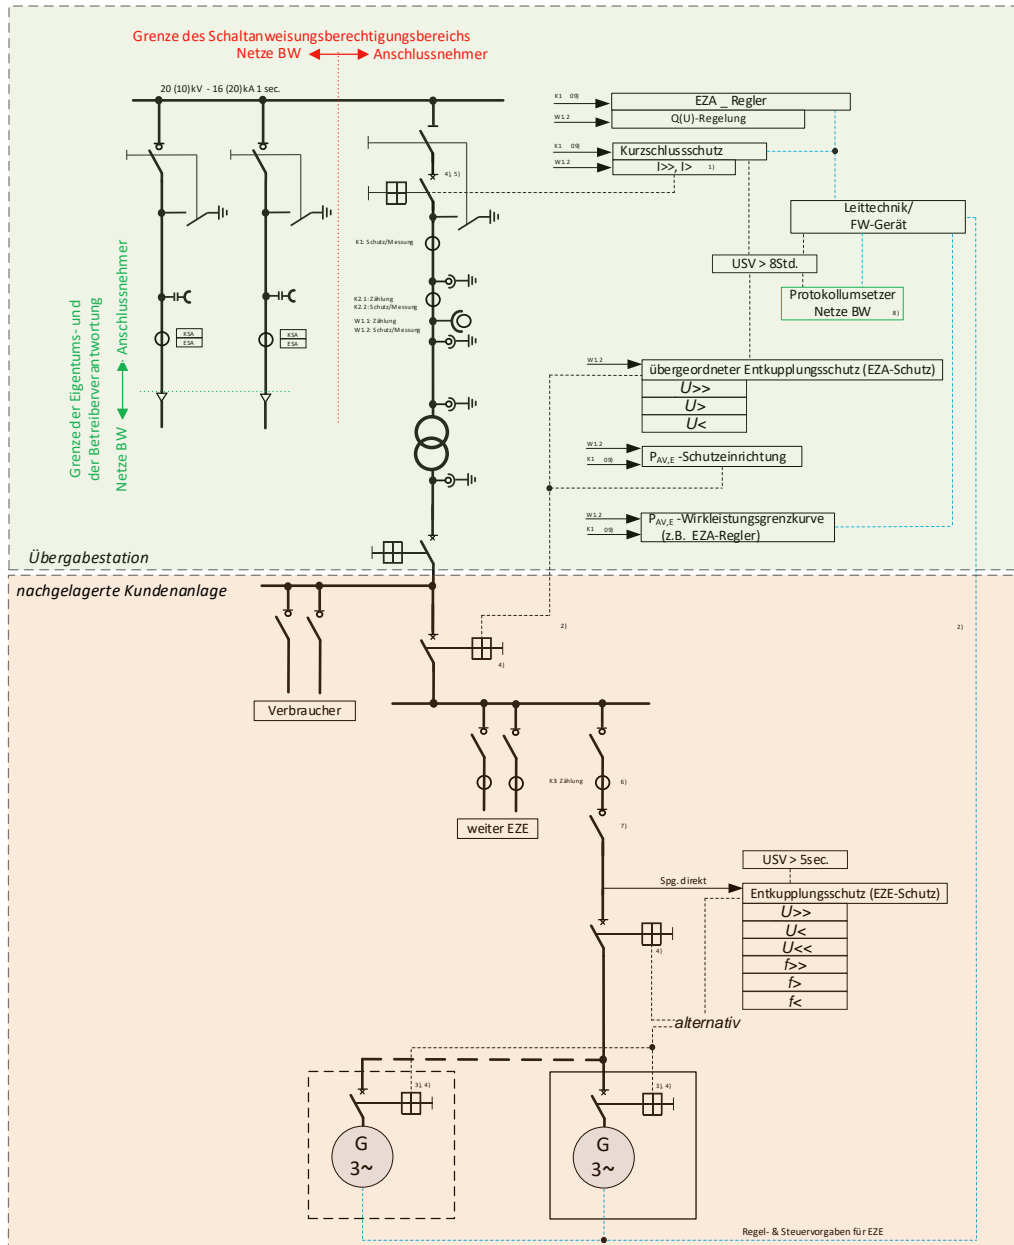 Grenze des Schaltanweisungsberechtigungsbereichs
Netze BW
Anschlussnehmer
20 (10)kV - 16 (20)kA 1 sec.
K1 09)
W1.2
EZA _ Regler
Q(U)-Regelung
K1 09)
W1.2
Kurzschlussschutz
I>>, I> 1)
4), 5)
Leittechnik/
FW-Gerät
K1: Schutz/Messung
USV > 8Std.
K2.1: Zählung
K2.2: Schutz/Messung
W1.1: Zählung
W1.2: Schutz/Messung
Protokollumsetzer
Netze BW 8)
KSA
ESA
KSA
ESA
Grenze der Eigentums- und
der Betreiberverantwortung
Netze BW
Anschlussnehmer
W1.2
übergeordneter Entkupplungsschutz (EZA-Schutz)
U>>
U>
U<
W1.2
K1 09)
PAV,E -Schutzeinrichtung
W1.2
K1 09)
PAV,E -Wirkleistungsgrenzkurve
(z.B. EZA-Regler)
Übergabestation
nachgelagerte Kundenanlage
2)
2)
4)
Verbraucher
K3: Zählung
6)
weiter EZE
7)
USV > 5sec.
Spg. direkt
Entkupplungsschutz (EZE-Schutz)
U>>
U<
U<<
f>>
f>
f<
4)
alternativ
3), 4)
3), 4)
G
3~
G
3~
Regel- & Steuervorgaben für EZE